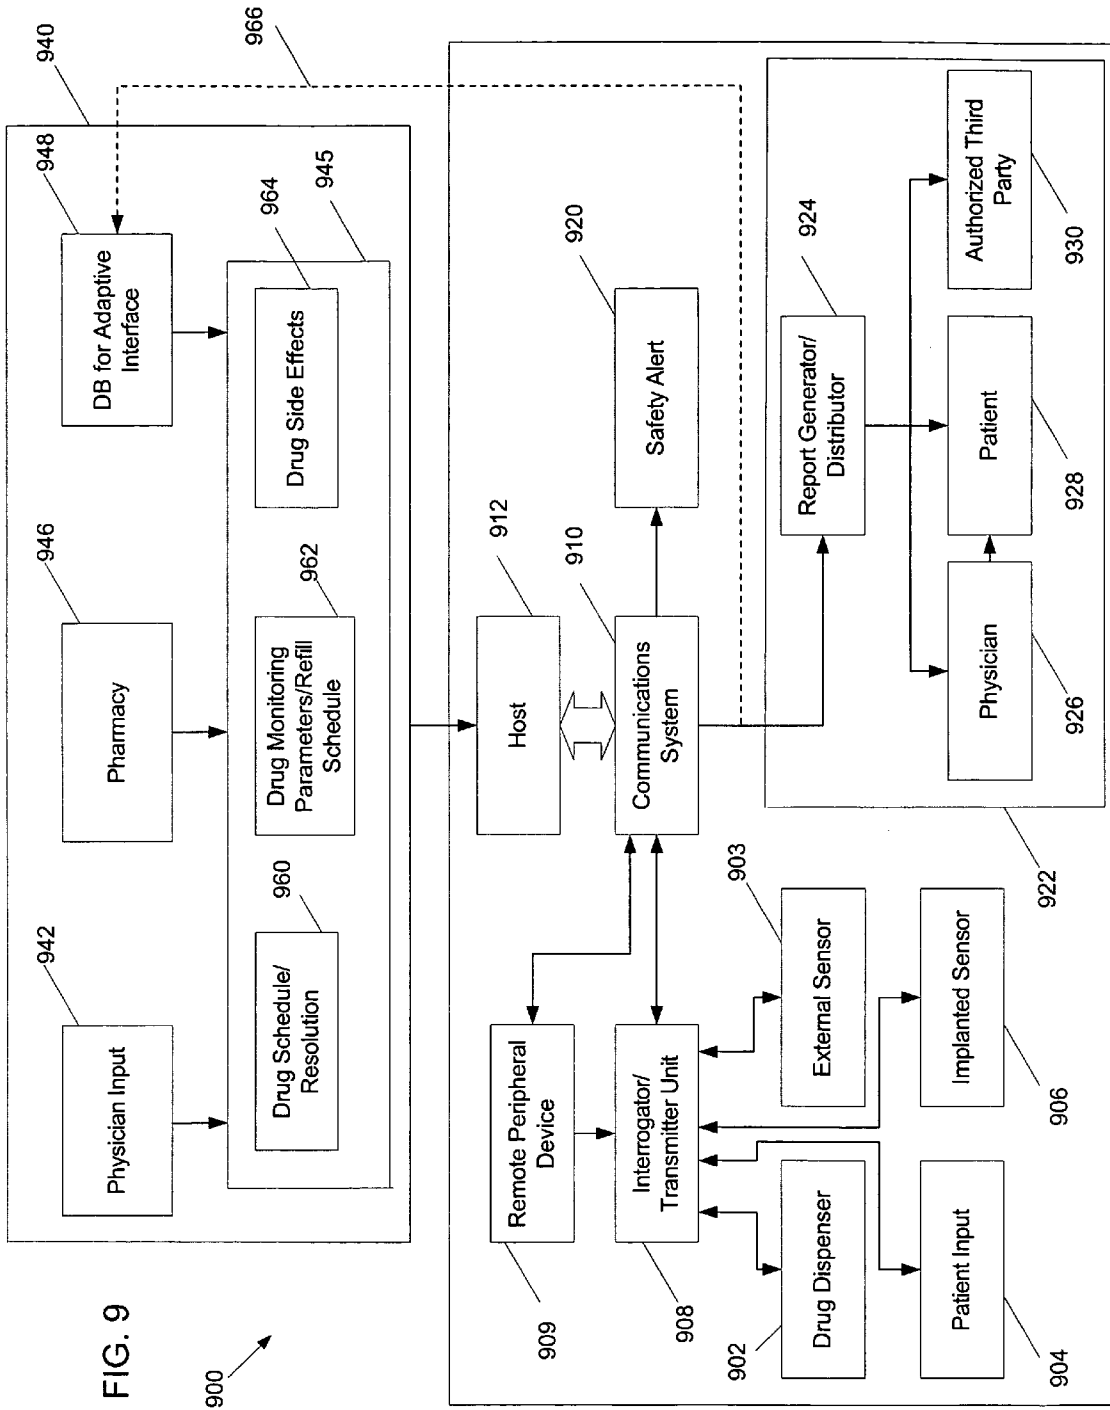 FIG. 9
900
940
942
Physician Input
946
Pharmacy
948
DB for Adaptive
Interface
966
960
Drug Schedule/
Resolution
962
Drug Monitoring
Parameters/Refill
Schedule
964
Drug Side Effects
945
909
Remote Peripheral
Device
912
Host
908
Interrogator/
Transmitter Unit
910
Communications
System
920
Safety Alert
902
Drug Dispenser
903
External Sensor
904
Patient Input
906
Implanted Sensor
922
924
Report Generator/
Distributor
926
Physician
928
Patient
930
Authorized Third
Party